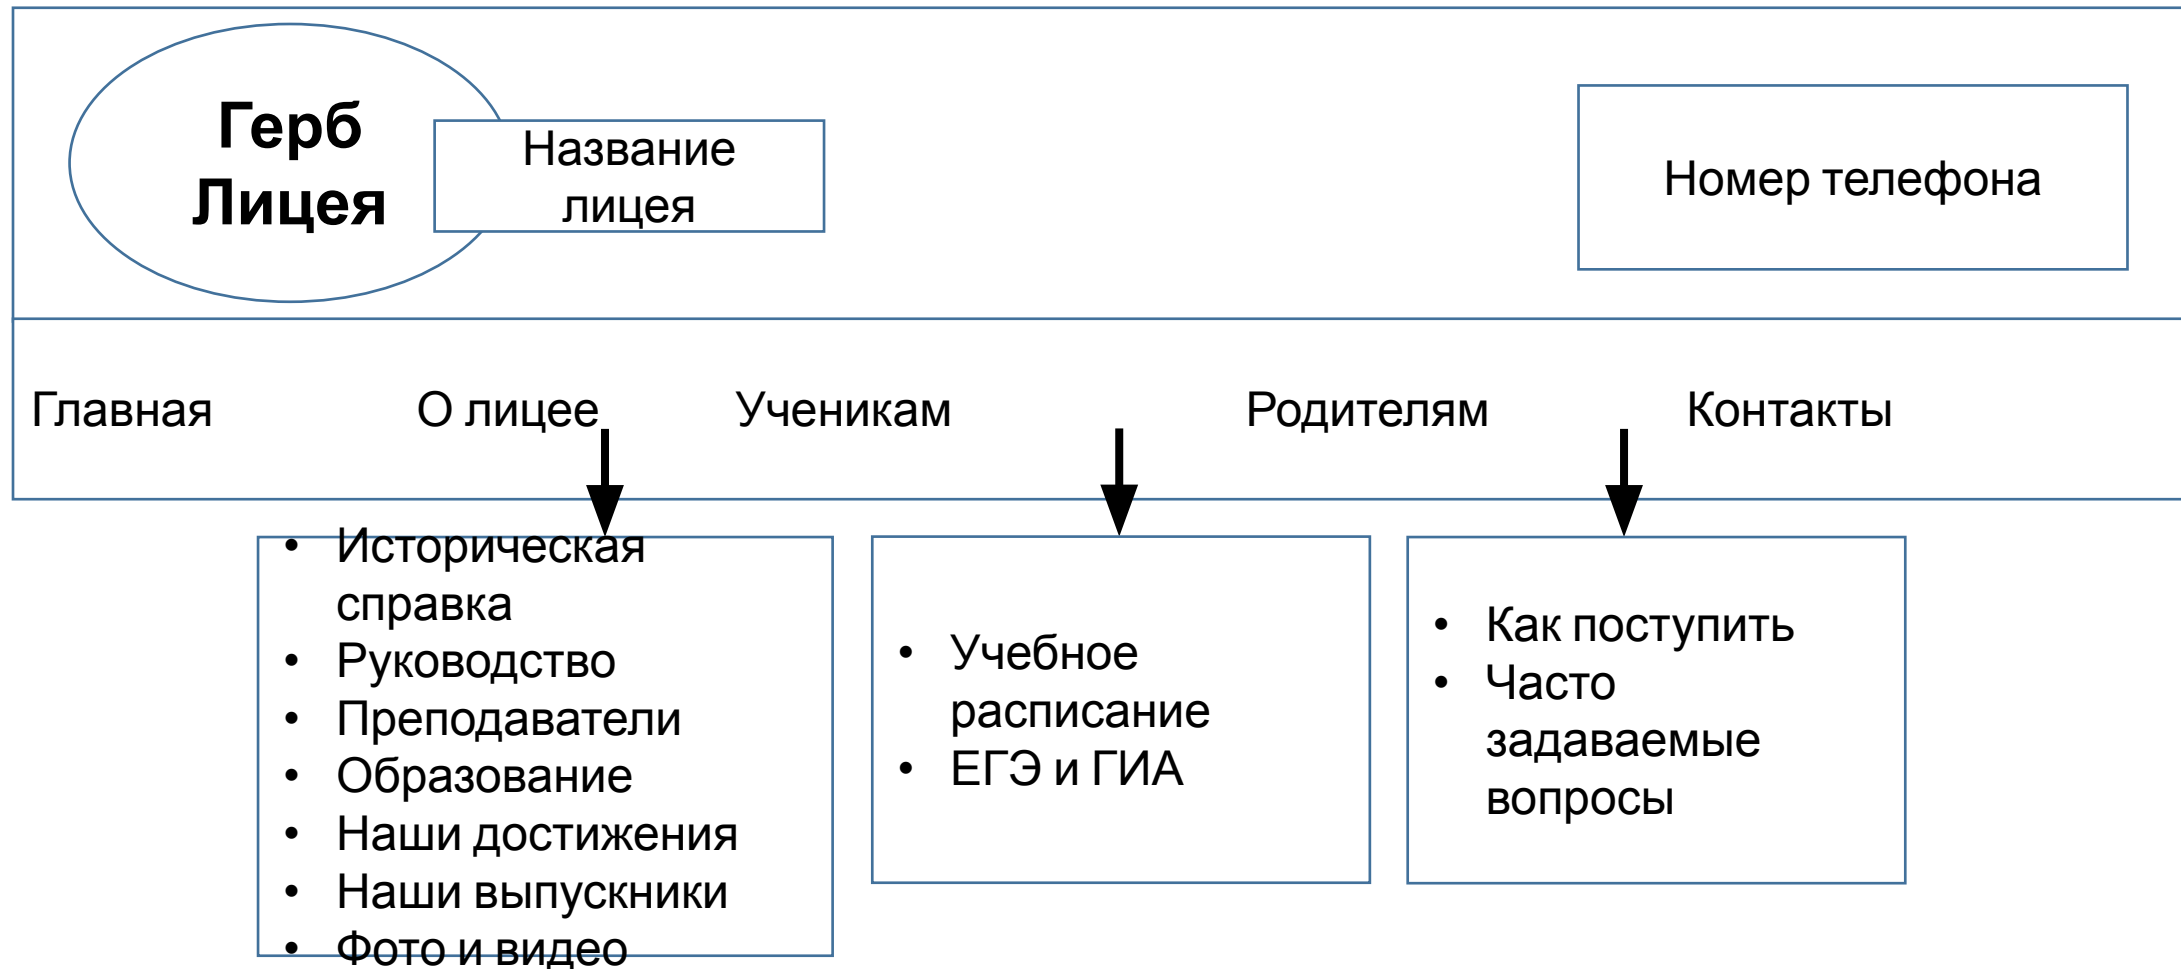 Герб
Лицея
Название
лицея
Номер телефона
Главная О лицее Ученикам Родителям Контакты
• Историческая
справка
• Руководство
• Преподаватели
• Образование
• Наши достижения
• Наши выпускники
• Фото и видео
• Учебное
расписание
• ЕГЭ и ГИА
• Как поступить
• Часто
задаваемые
вопросы